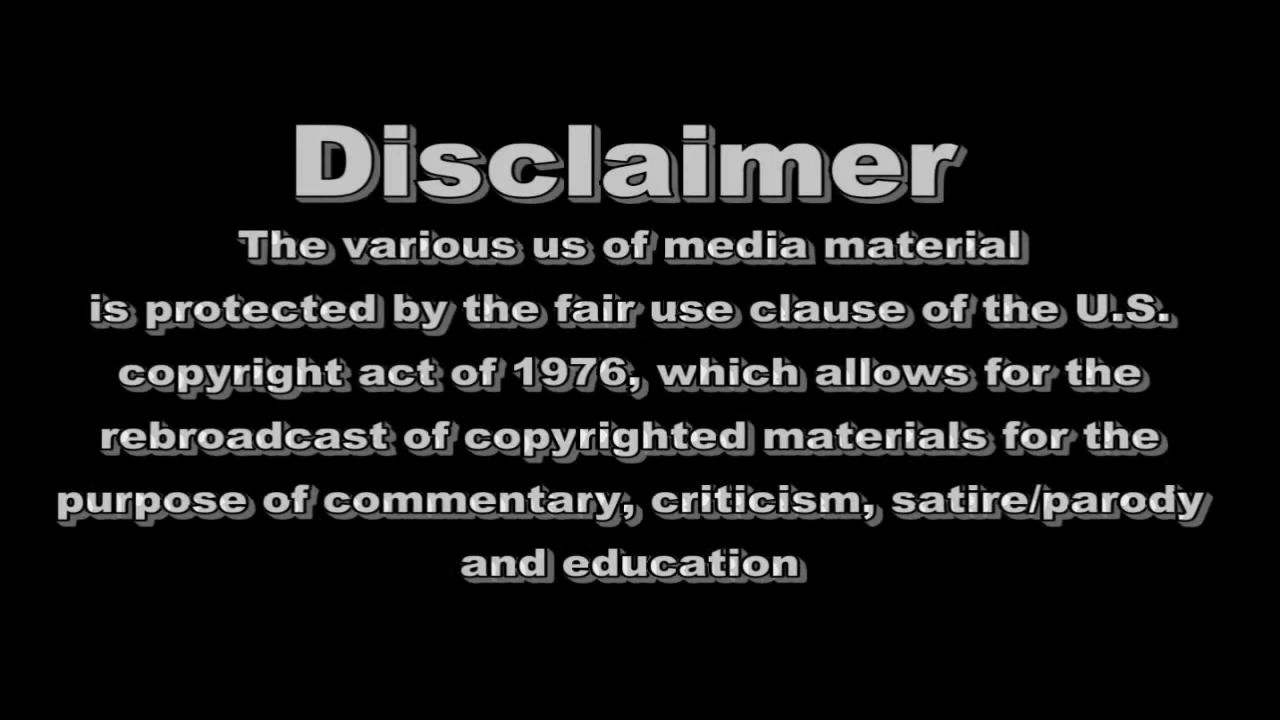 Disclaimer
The various us of media material
is protected by the fair use clause of the U.S.
copyright act of 1976, which allows for the
rebroadcast of copyrighted materials for the
purpose of commentary, criticism, satire/parody
and education